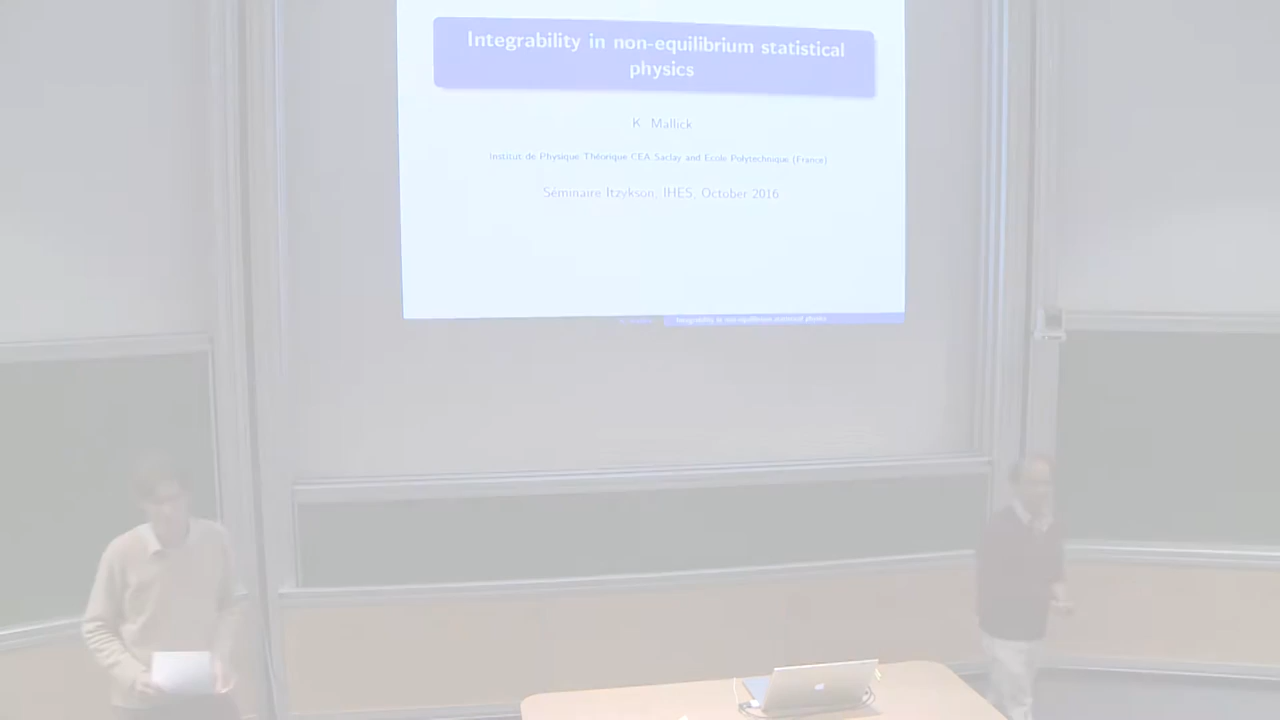 Integrability in non-equilibrium statistical
physics
K. Mallick
Institut de Physique Théorique CEA Saclay and Ecole Polytechnique (France)
Séminaire Itzykson, IHES, October 2016
Integrability in non-equilibrium statistical physics